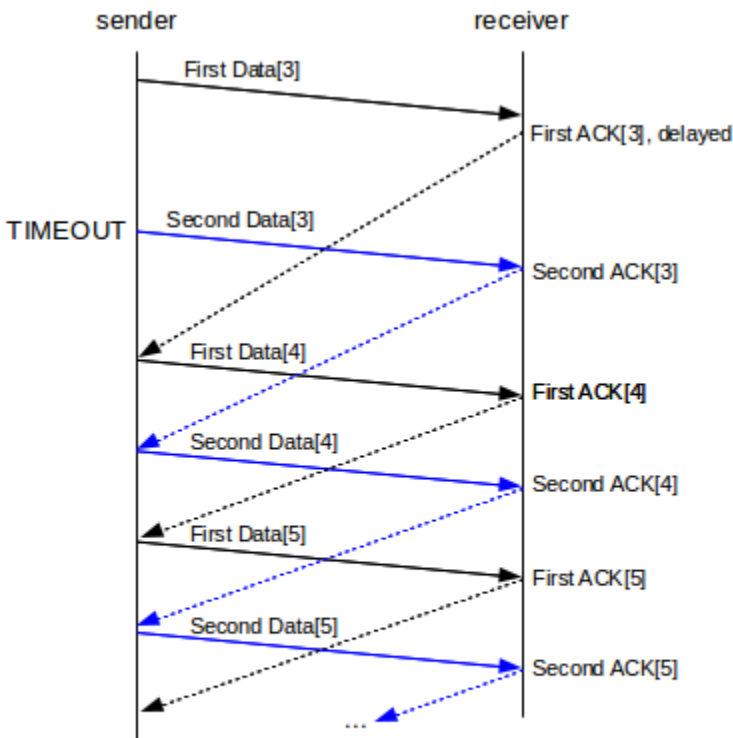 sender
receiver
First Data[3]
First ACK[3], delayed
TIMEOUT
Second Data[3]
Second ACK[3]
First Data[4]
First ACK[4]
Second Data[4]
Second ACK[4]
First Data[5]
First ACK[5]
Second Data[5]
Second ACK[5]
...